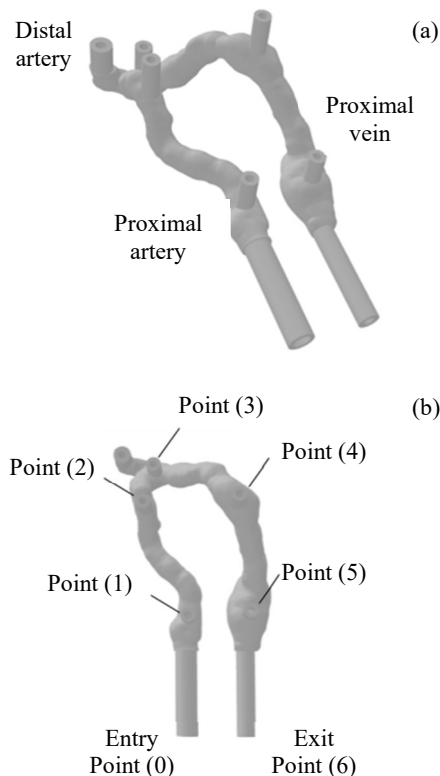 Distal
artery
(a)
Proximal
vein
Proximal
artery
(b)
Point (3)
Point (4)
Point (2)
Point (5)
Point (1)
Entry
Point (0)
Exit
Point (6)